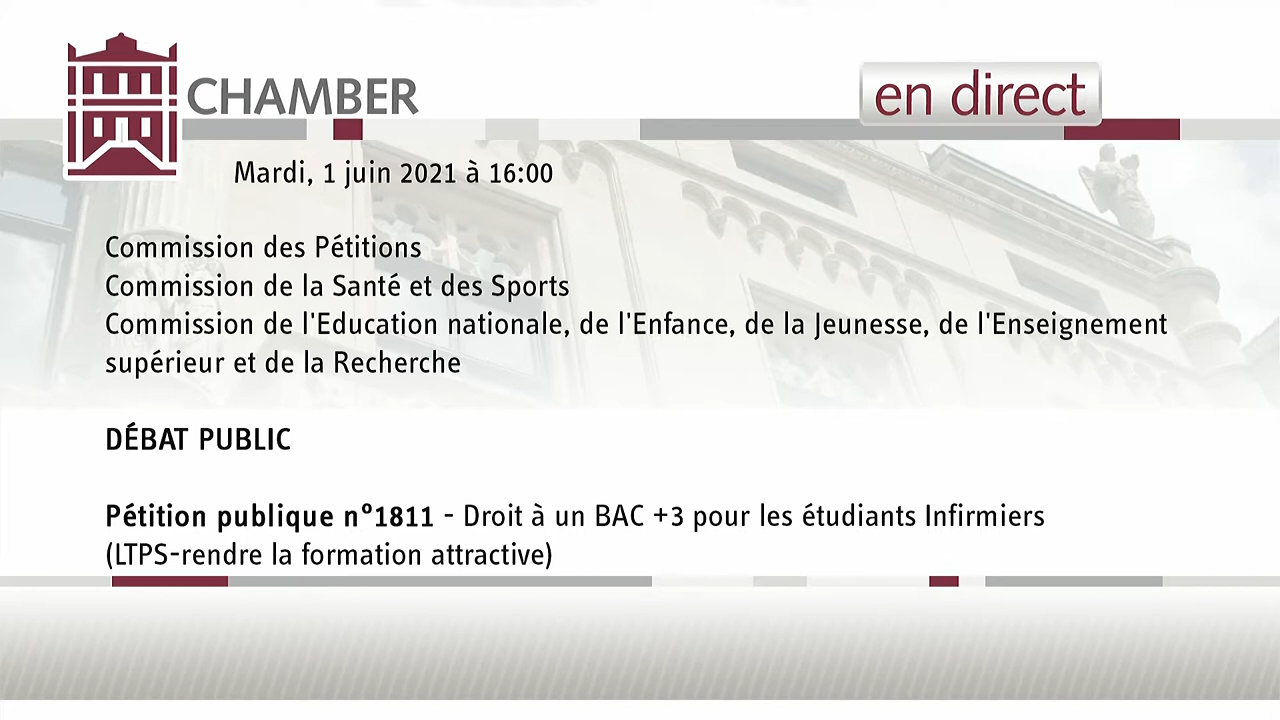 CHAMBER
en direct
Mardi, 1 juin 2021 à 16:00
Commission des Pétitions
Commission de la Santé et des Sports
Commission de l'Education nationale, de l'Enfance, de la Jeunesse, de l'Enseignement
supérieur et de la Recherche
DÉBAT PUBLIC
Pétition publique n°1811 - Droit à un BAC +3 pour les étudiants Infirmiers
(LTPS-rendre la formation attractive)